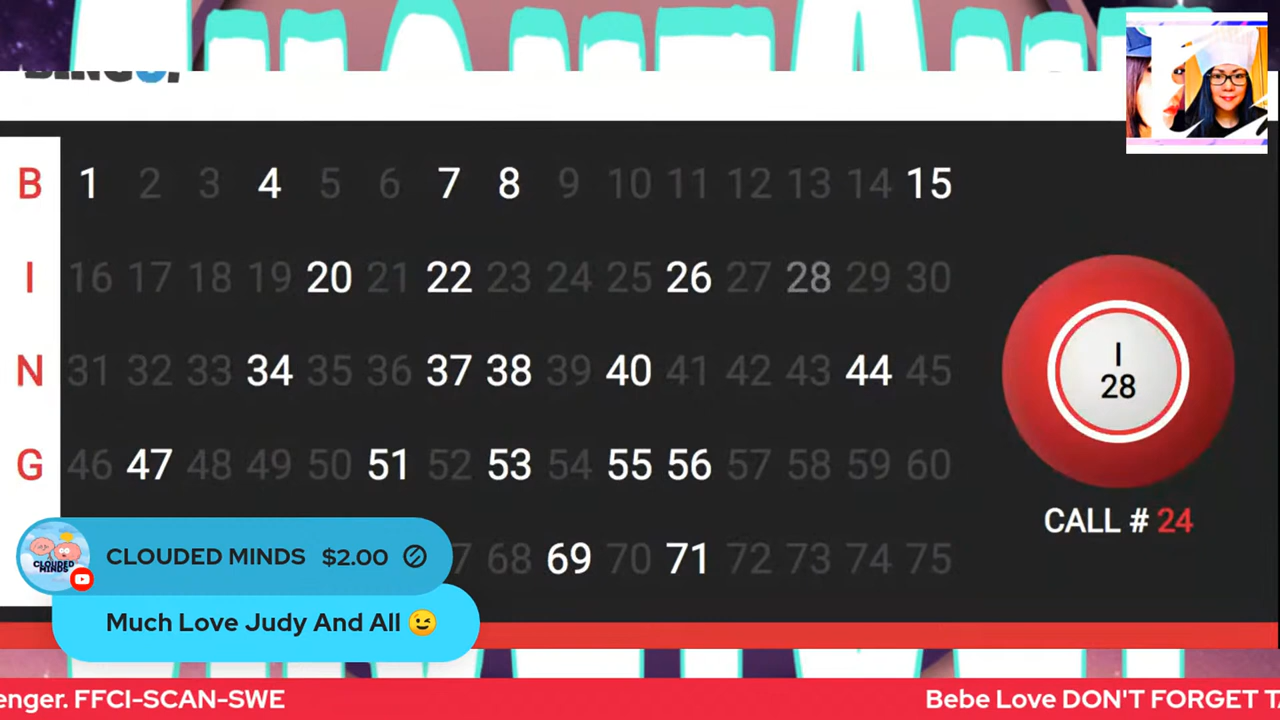 BINGO!
B 1 2 3 4 5 6 7 8 9 10 11 12 13 14 15
I 16 17 18 19 20 21 22 23 24 25 26 27 28 29 30
N 31 32 33 34 35 36 37 38 39 40 41 42 43 44 45
G 46 47 48 49 50 51 52 53 54 55 56 57 58 59 60
68 69 70 71 72 73 74 75
I
28
CALL # 24
CLOUDED MINDS $2.00
CLOUDED
MINDS
Much Love Judy And All 😉
enger. FFCI-SCAN-SWE
Bebe Love DON'T FORGET